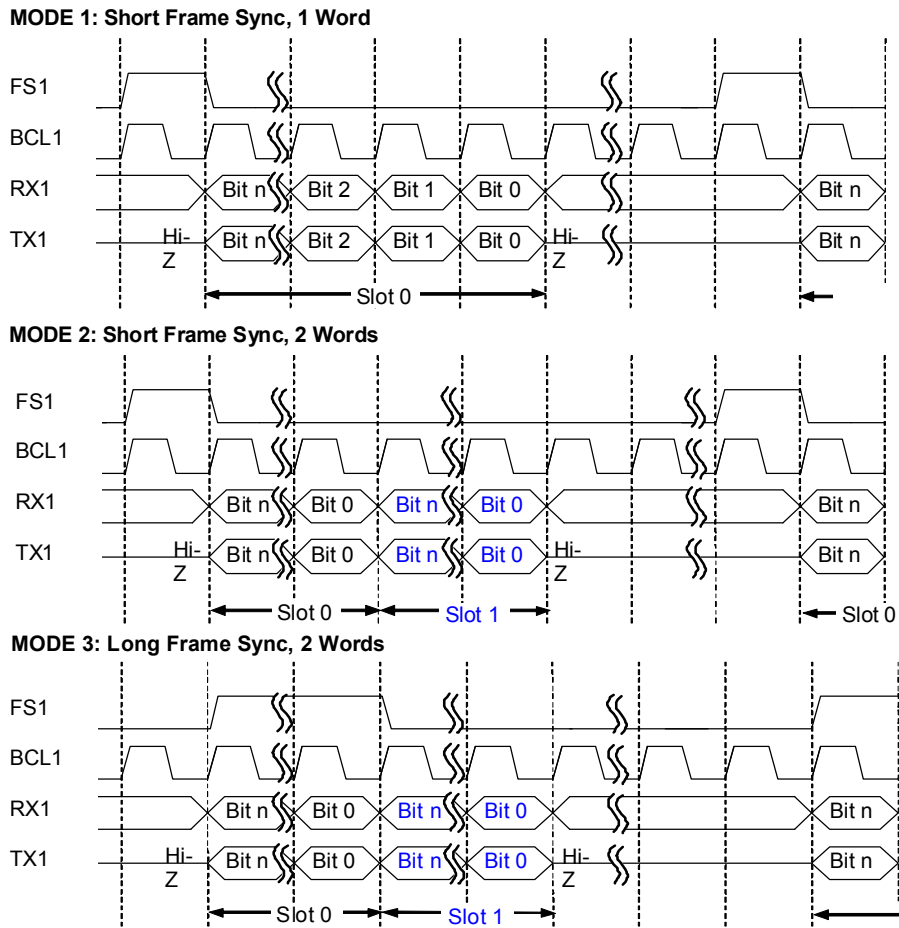 MODE 1: Short Frame Sync, 1 Word
FS1
BCL1
RX1 Bit n Bit 2 Bit 1 Bit 0 Bit n
TX1 Hi-Z Bit n Bit 2 Bit 1 Bit 0 Hi-Z Bit n
Slot 0
MODE 2: Short Frame Sync, 2 Words
FS1
BCL1
RX1 Bit n Bit 0 Bit n Bit 0 Bit n
TX1 Hi-Z Bit n Bit 0 Bit n Bit 0 Hi-Z Bit n
Slot 0 Slot 1 Slot 0
MODE 3: Long Frame Sync, 2 Words
FS1
BCL1
RX1 Bit n Bit 0 Bit n Bit 0 Bit n
TX1 Hi-Z Bit n Bit 0 Bit n Bit 0 Hi-Z Bit n
Slot 0 Slot 1